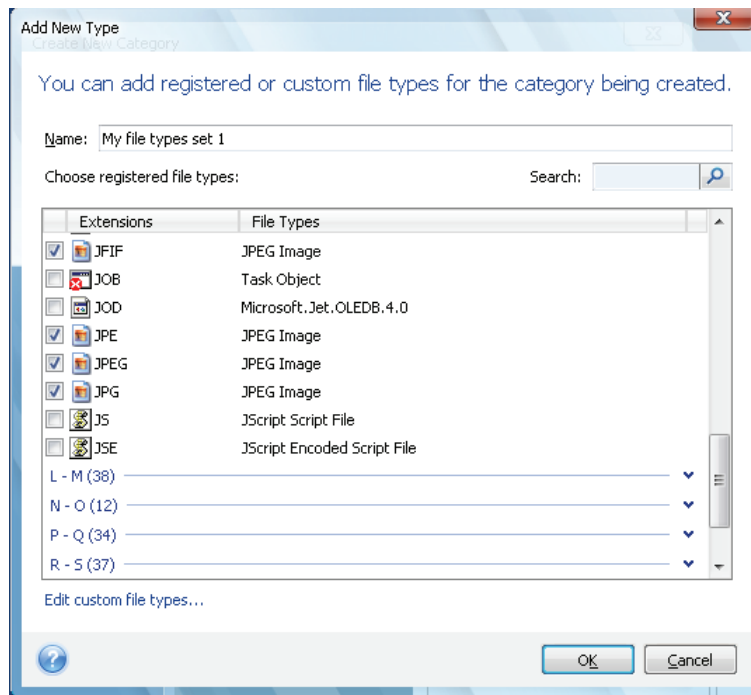 Add New Type
Create New Category
You can add registered or custom file types for the category being created.
Name: My file types set 1
Choose registered file types: Search:
Extensions File Types
JFIF JPEG Image
JOB Task Object
JOD Microsoft.Jet.OLEDB.4.0
JPE JPEG Image
JPEG JPEG Image
JPG JPEG Image
JS JScript Script File
JSE JScript Encoded Script File
L - M (38)
N - O (12)
P - Q (34)
R - S (37)
Edit custom file types...
OK Cancel